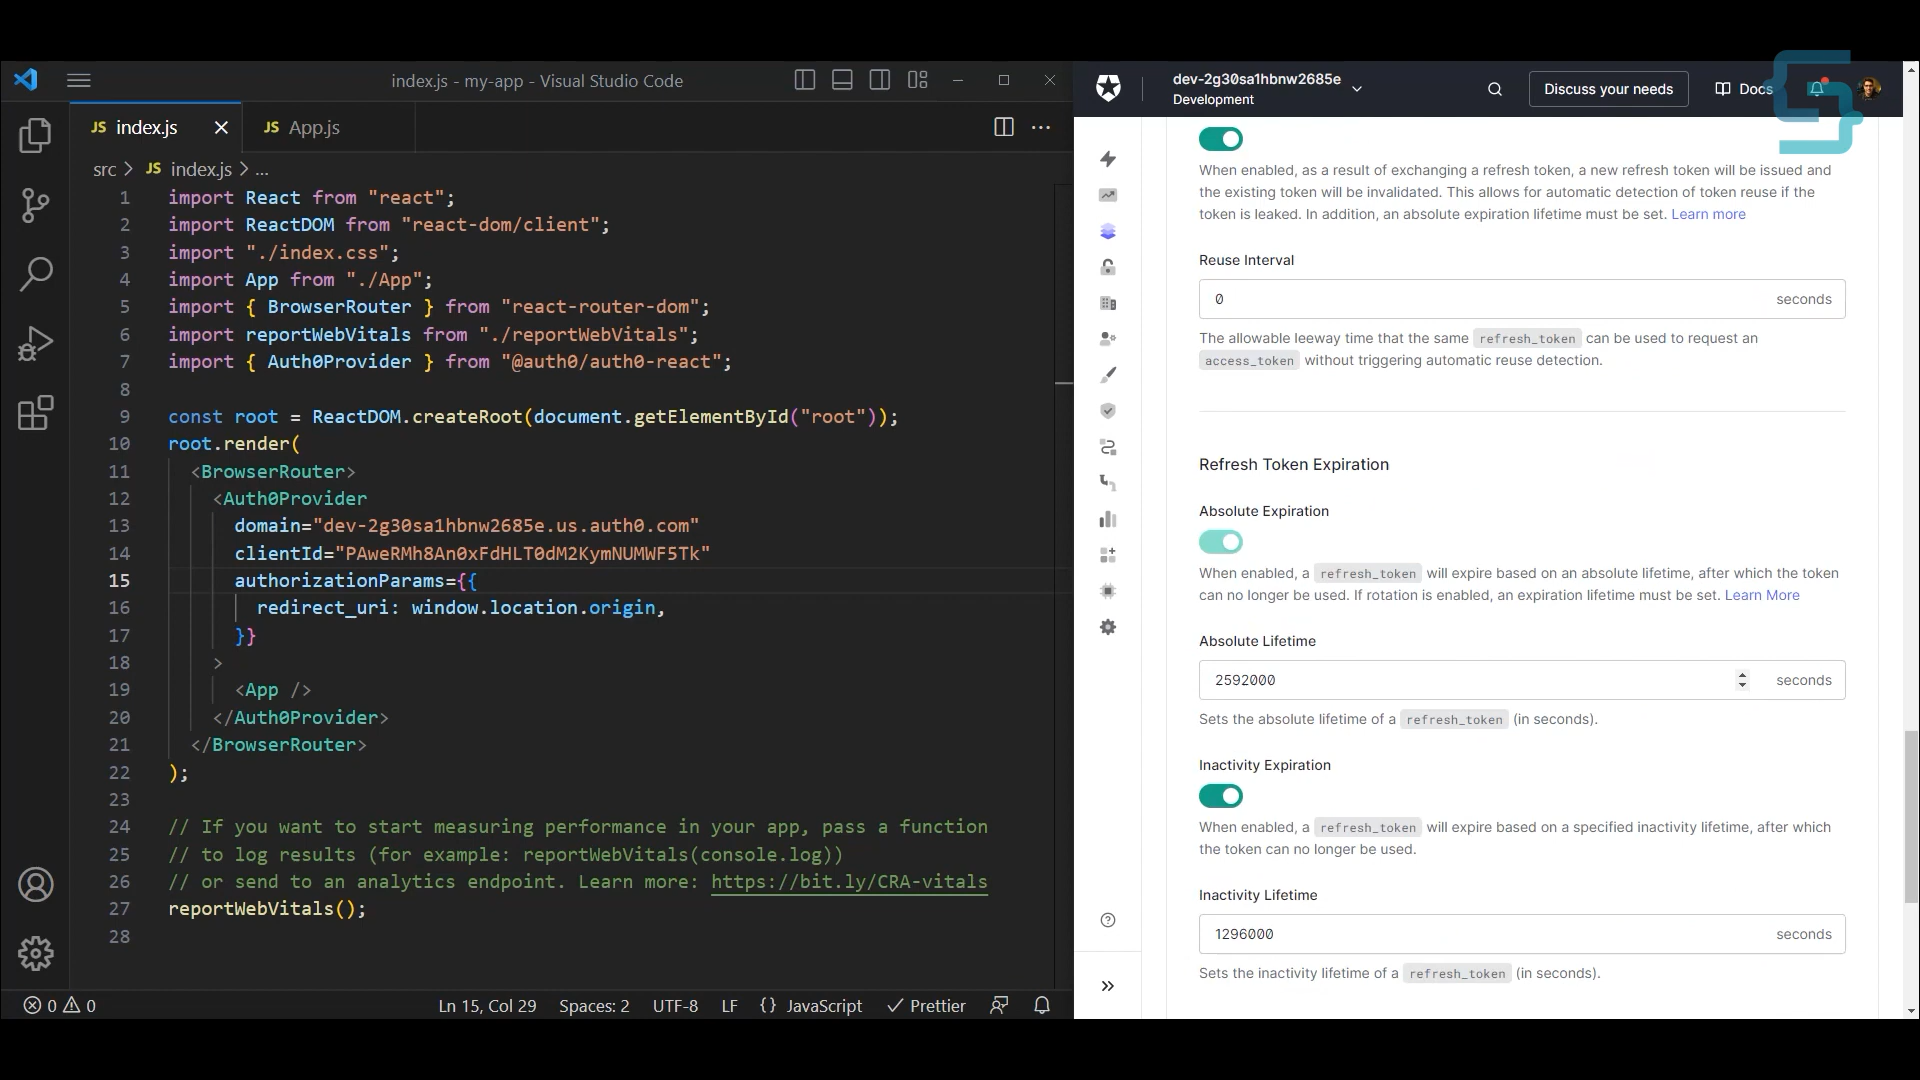 index.js - my-app - Visual Studio Code
JS index.js
JS App.js
src > JS index.js > ...
1 import React from "react";
2 import ReactDOM from "react-dom/client";
3 import "./index.css";
4 import App from "./App";
5 import { BrowserRouter } from "react-router-dom";
6 import reportWebVitals from "./reportWebVitals";
7 import { Auth0Provider } from "@auth0/auth0-react";
8
9 const root = ReactDOM.createRoot(document.getElementById("root"));
10 root.render(
11 <BrowserRouter>
12 <Auth0Provider
13 domain="dev-2g30sa1hbnw2685e.us.auth0.com"
14 clientId="PAweRMh8An0xFdHLT0dM2KymNUMWF5Tk"
15 authorizationParams={{
16 redirect_uri: window.location.origin,
17 }}
18 >
19 <App />
20 </Auth0Provider>
21 </BrowserRouter>
22 );
23
24 // If you want to start measuring performance in your app, pass a function
25 // to log results (for example: reportWebVitals(console.log))
26 // or send to an analytics endpoint. Learn more: https://bit.ly/CRA-vitals
27 reportWebVitals();
28
0 0 Ln 15, Col 29 Spaces: 2 UTF-8 LF {} JavaScript Prettier
dev-2g30sa1hbnw2685e
Development
Discuss your needs
Docs
When enabled, as a result of exchanging a refresh token, a new refresh token will be issued and
the existing token will be invalidated. This allows for automatic detection of token reuse if the
token is leaked. In addition, an absolute expiration lifetime must be set. Learn more
Reuse Interval
0 seconds
The allowable leeway time that the same refresh_token can be used to request an
access_token without triggering automatic reuse detection.
Refresh Token Expiration
Absolute Expiration
When enabled, a refresh_token will expire based on an absolute lifetime, after which the token
can no longer be used. If rotation is enabled, an expiration lifetime must be set. Learn More
Absolute Lifetime
2592000 seconds
Sets the absolute lifetime of a refresh_token (in seconds).
Inactivity Expiration
When enabled, a refresh_token will expire based on a specified inactivity lifetime, after which
the token can no longer be used.
Inactivity Lifetime
1296000 seconds
Sets the inactivity lifetime of a refresh_token (in seconds).